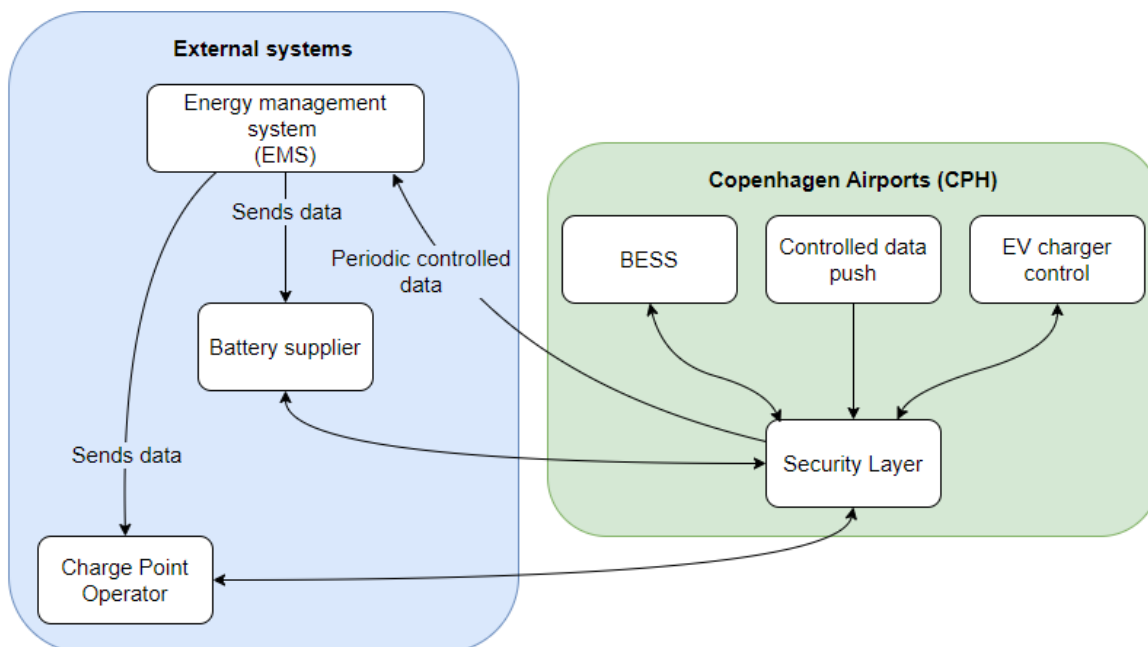 External systems
Energy management
system
(EMS)
Sends data
Periodic controlled
data
Battery supplier
Sends data
Charge Point
Operator
Copenhagen Airports (CPH)
BESS
Controlled data
push
EV charger
control
Security Layer